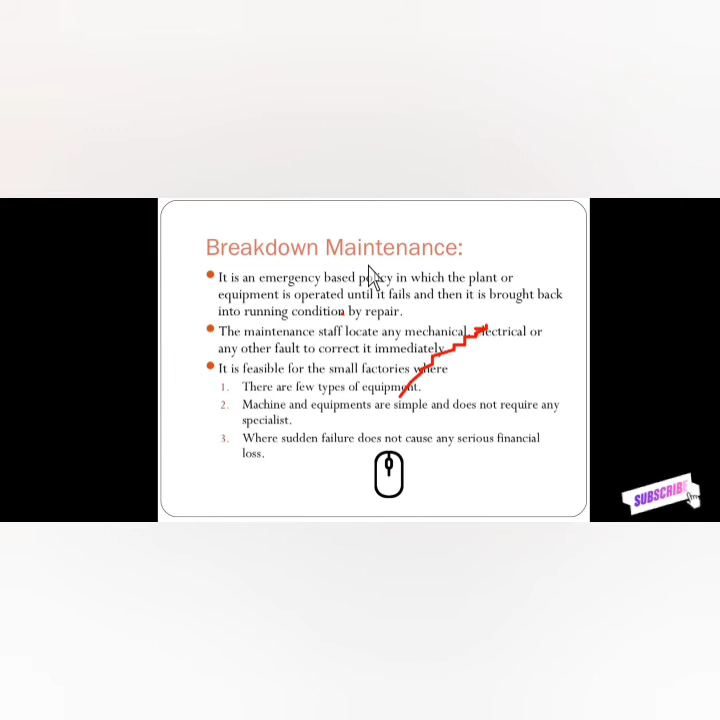 Breakdown Maintenance:
It is an emergency based policy in which the plant or
equipment is operated until it fails and then it is brought back
into running condition by repair.
The maintenance staff locate any mechanical, electrical or
any other fault to correct it immediately.
It is feasible for the small factories where
1. There are few types of equipment.
2. Machine and equipments are simple and does not require any
specialist.
3. Where sudden failure does not cause any serious financial
loss.
SUBSCRIBE